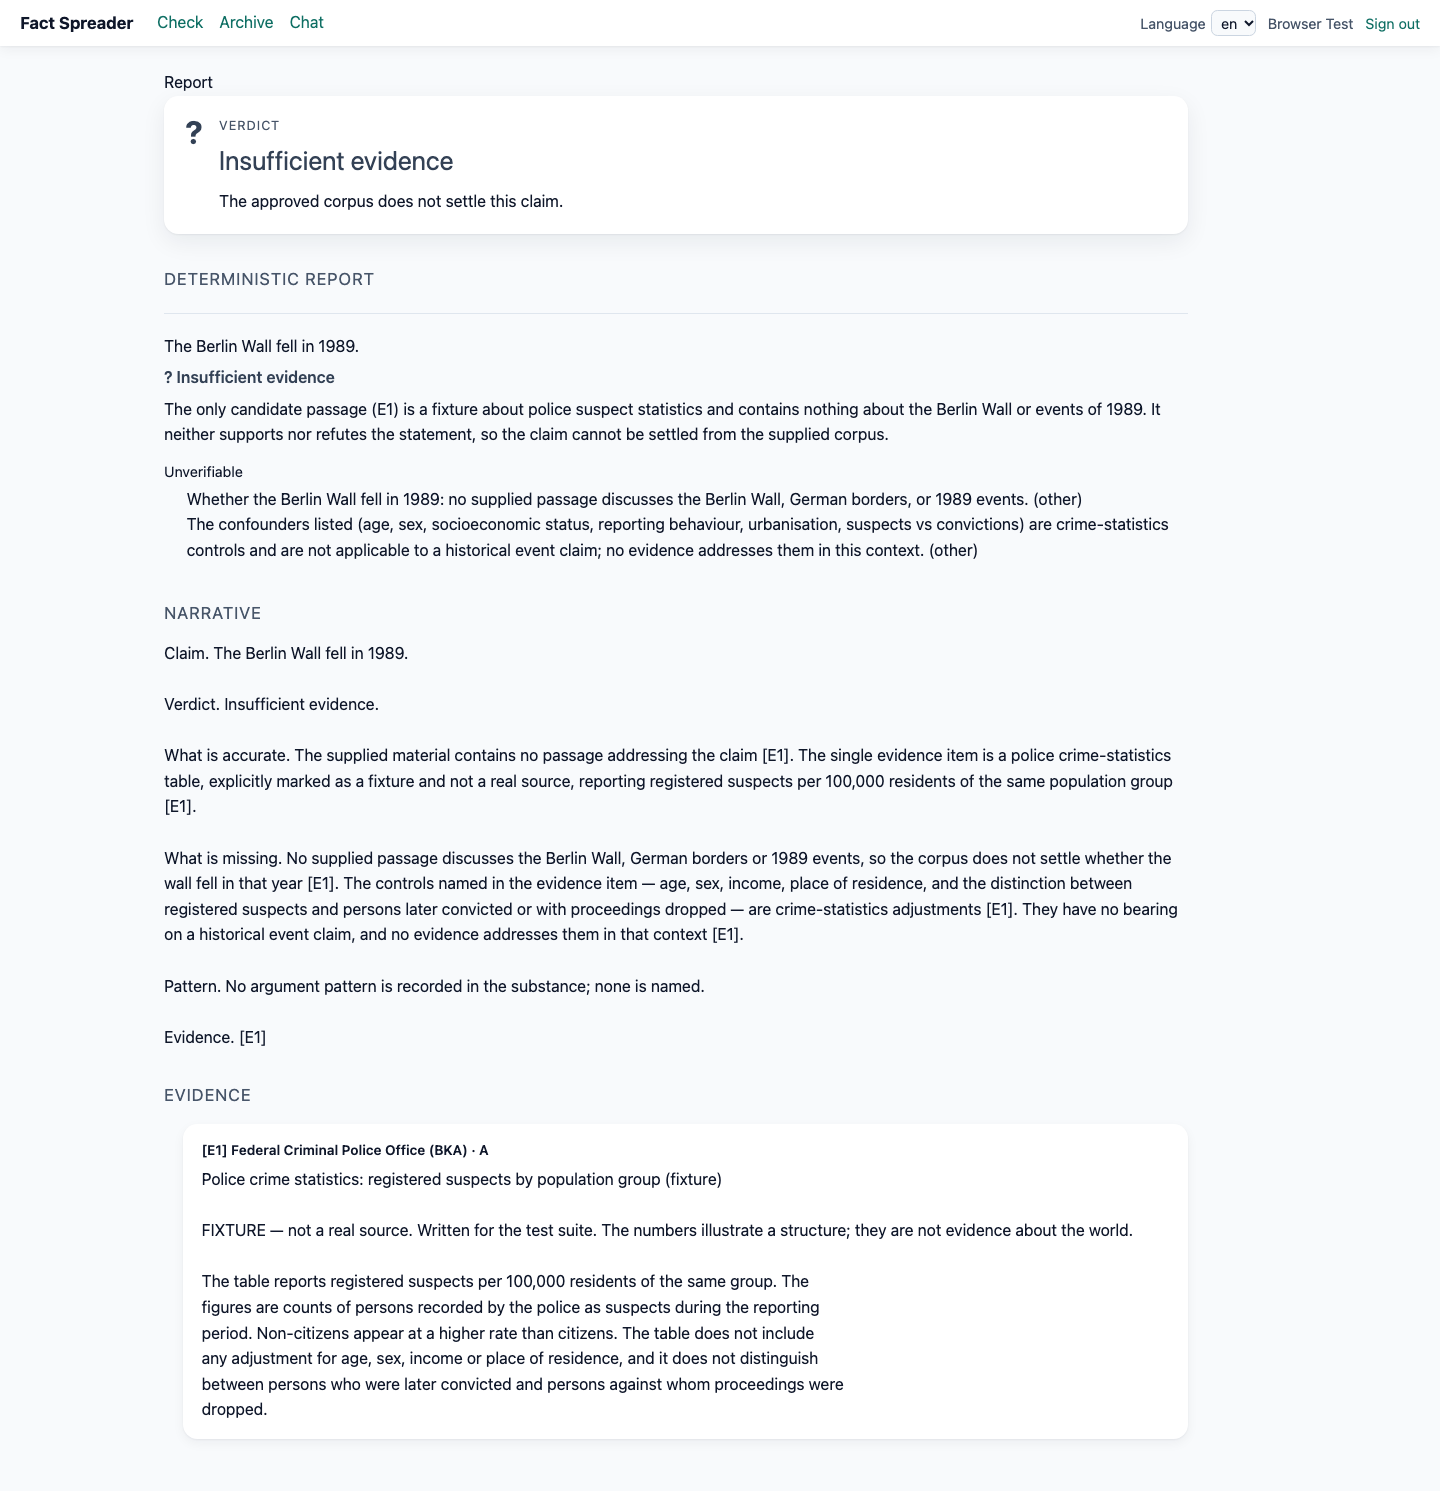 Fact Spreader Check Archive Chat Language en Browser Test Sign out
Report
?
VERDICT
Insufficient evidence
The approved corpus does not settle this claim.
DETERMINISTIC REPORT
The Berlin Wall fell in 1989.
? Insufficient evidence
The only candidate passage (E1) is a fixture about police suspect statistics and contains nothing about the Berlin Wall or events of 1989. It
neither supports nor refutes the statement, so the claim cannot be settled from the supplied corpus.
Unverifiable
Whether the Berlin Wall fell in 1989: no supplied passage discusses the Berlin Wall, German borders, or 1989 events. (other)
The confounders listed (age, sex, socioeconomic status, reporting behaviour, urbanisation, suspects vs convictions) are crime-statistics
controls and are not applicable to a historical event claim; no evidence addresses them in this context. (other)
NARRATIVE
Claim. The Berlin Wall fell in 1989.
Verdict. Insufficient evidence.
What is accurate. The supplied material contains no passage addressing the claim [E1]. The single evidence item is a police crime-statistics
table, explicitly marked as a fixture and not a real source, reporting registered suspects per 100,000 residents of the same population group
[E1].
What is missing. No supplied passage discusses the Berlin Wall, German borders or 1989 events, so the corpus does not settle whether the
wall fell in that year [E1]. The controls named in the evidence item — age, sex, income, place of residence, and the distinction between
registered suspects and persons later convicted or with proceedings dropped — are crime-statistics adjustments [E1]. They have no bearing
on a historical event claim, and no evidence addresses them in that context [E1].
Pattern. No argument pattern is recorded in the substance; none is named.
Evidence. [E1]
EVIDENCE
[E1] Federal Criminal Police Office (BKA) · A
Police crime statistics: registered suspects by population group (fixture)
FIXTURE — not a real source. Written for the test suite. The numbers illustrate a structure; they are not evidence about the world.
The table reports registered suspects per 100,000 residents of the same group. The
figures are counts of persons recorded by the police as suspects during the reporting
period. Non-citizens appear at a higher rate than citizens. The table does not include
any adjustment for age, sex, income or place of residence, and it does not distinguish
between persons who were later convicted and persons against whom proceedings were
dropped.